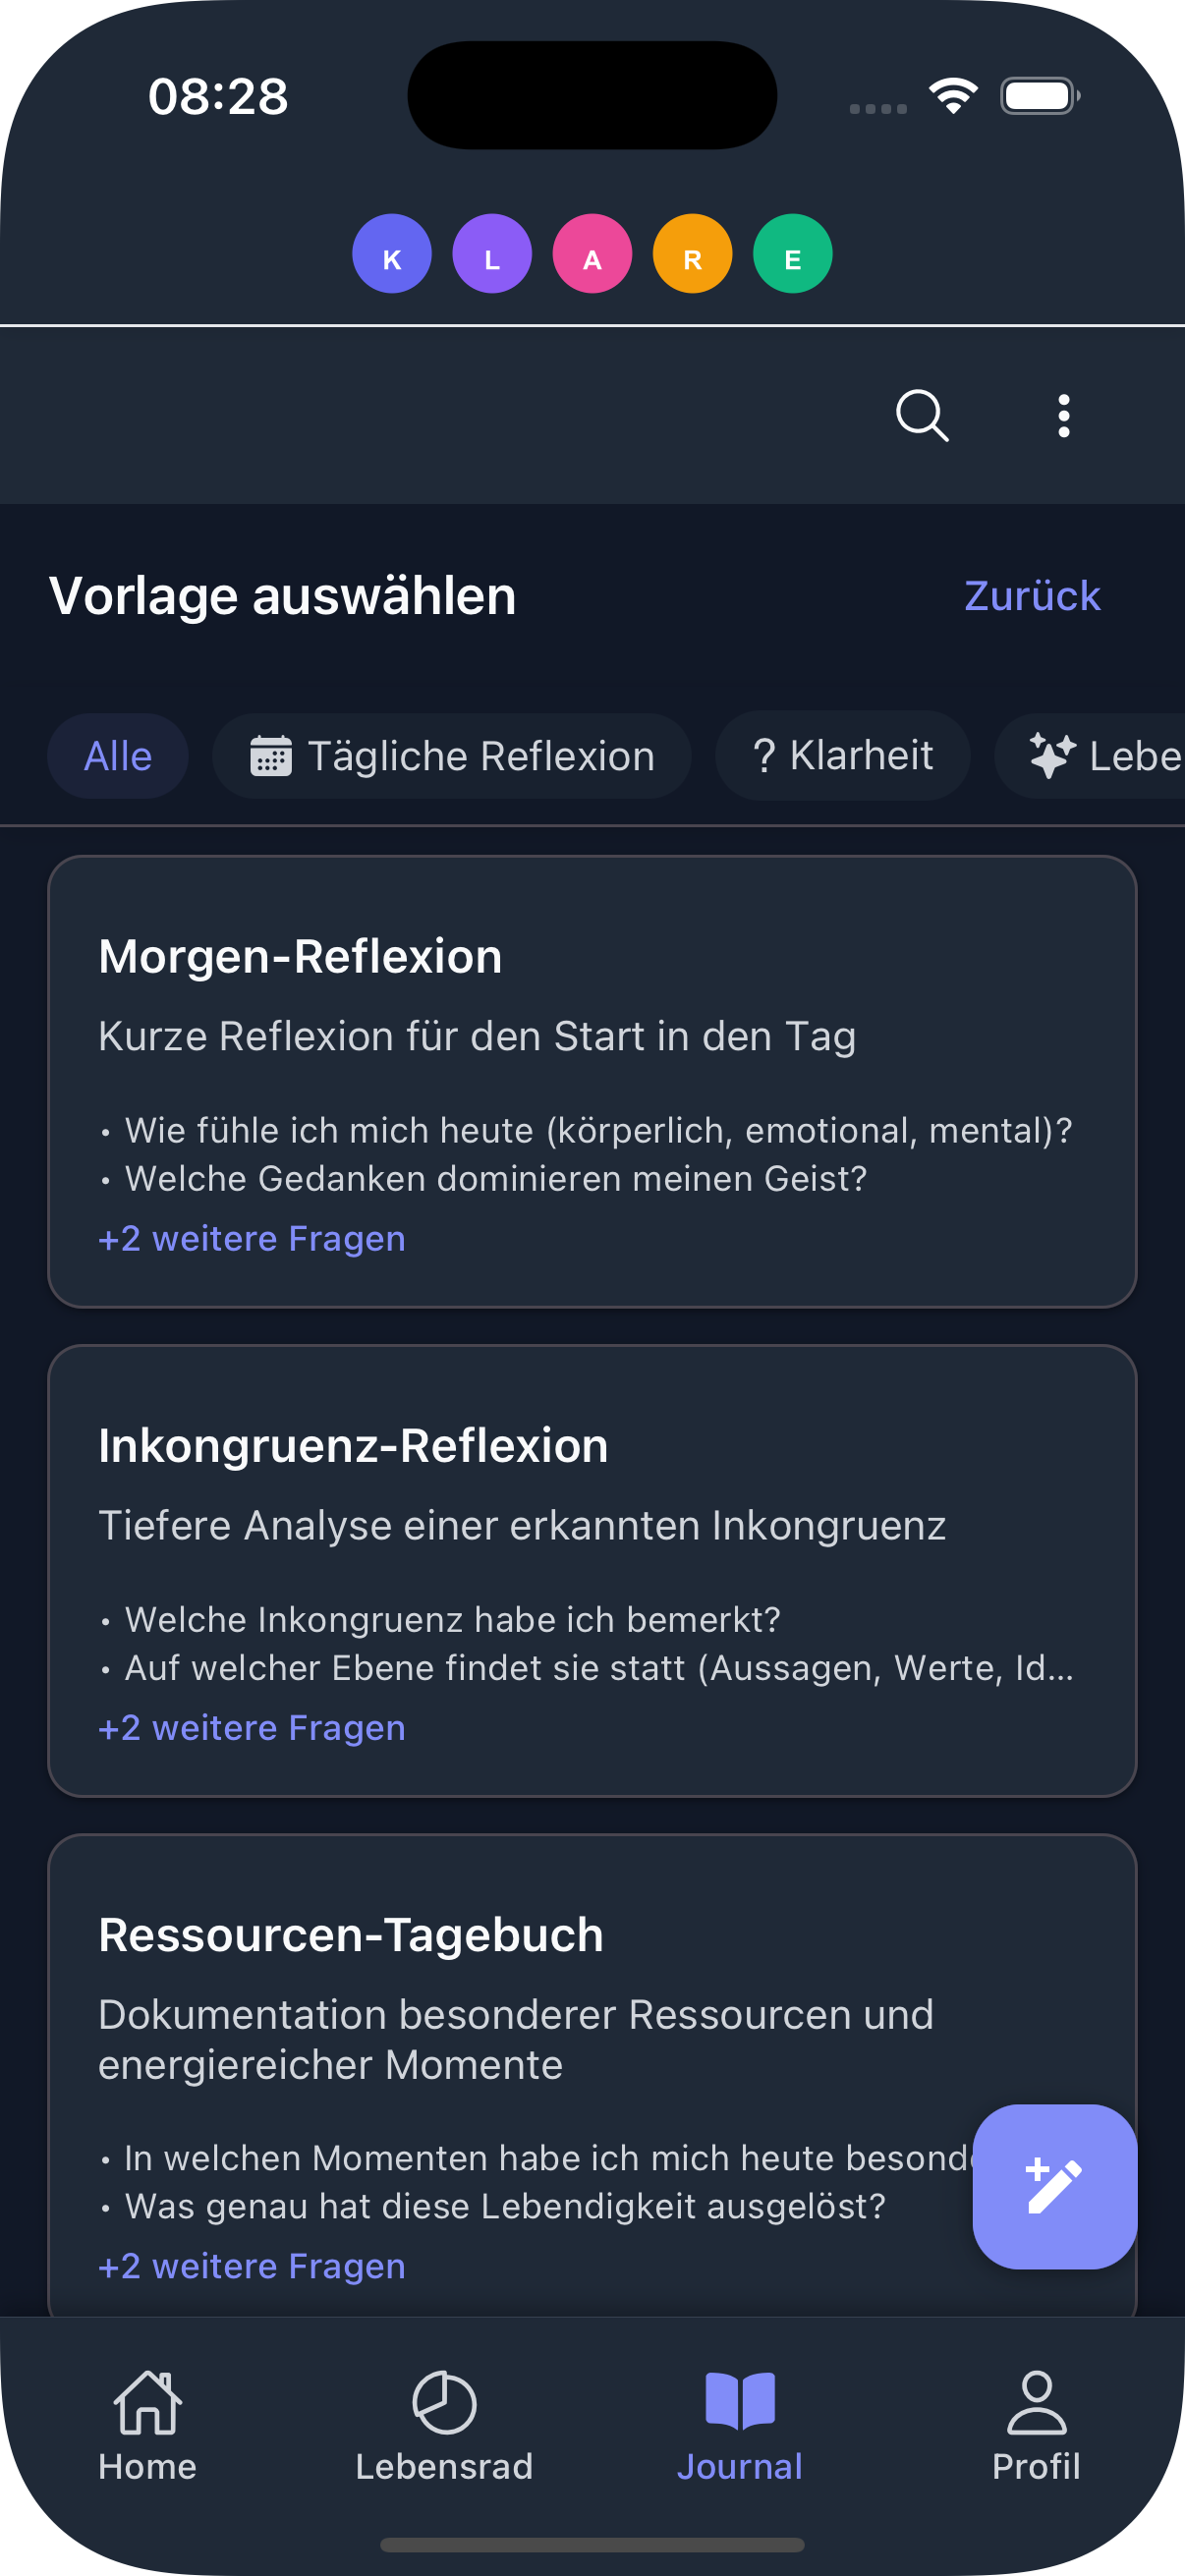 08:28
K L A R E
Vorlage auswählen
Zurück
Alle
Tägliche Reflexion
? Klarheit
Lebe
Morgen-Reflexion
Kurze Reflexion für den Start in den Tag
• Wie fühle ich mich heute (körperlich, emotional, mental)?
• Welche Gedanken dominieren meinen Geist?
+2 weitere Fragen
Inkongruenz-Reflexion
Tiefere Analyse einer erkannten Inkongruenz
• Welche Inkongruenz habe ich bemerkt?
• Auf welcher Ebene findet sie statt (Aussagen, Werte, Id...
+2 weitere Fragen
Ressourcen-Tagebuch
Dokumentation besonderer Ressourcen und
energiereicher Momente
• In welchen Momenten habe ich mich heute besond
• Was genau hat diese Lebendigkeit ausgelöst?
+2 weitere Fragen
Home
Lebensrad
Journal
Profil